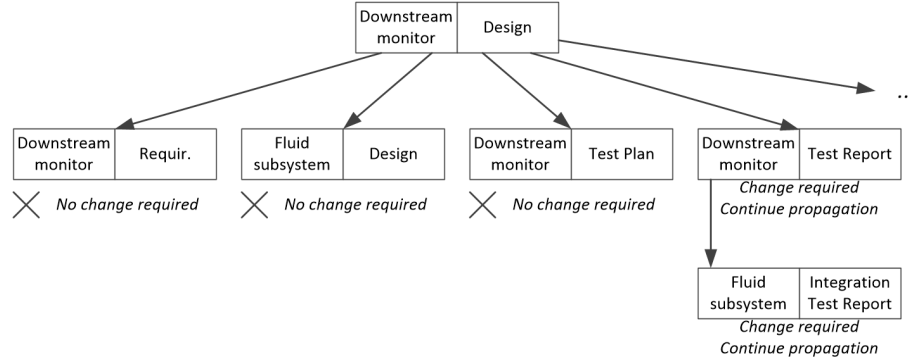 Downstream monitor
Design
..
Downstream monitor
Requir.
Fluid subsystem
Design
Downstream monitor
Test Plan
Downstream monitor
Test Report
No change required
No change required
No change required
Change required
Continue propagation
Fluid subsystem
Integration Test Report
Change required
Continue propagation